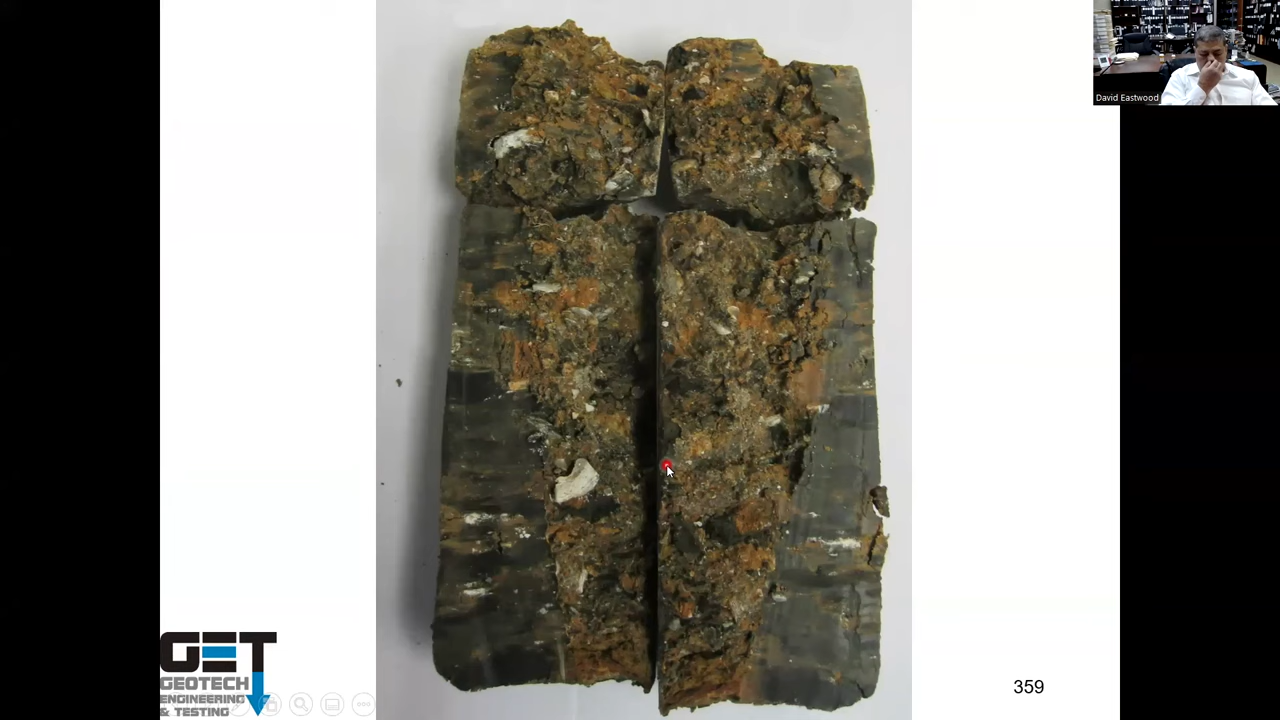 David Eastwood
GET
GEOTECH
ENGINEERING
& TESTING
359